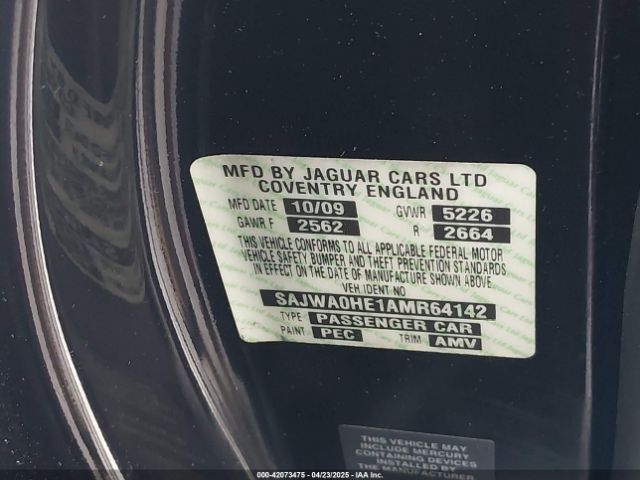 MFD BY JAGUAR CARS LTD
COVENTRY ENGLAND
MFD DATE 10/09 GVWR 5226
GAWR F 2562 R 2664
THIS VEHICLE CONFORMS TO ALL APPLICABLE FEDERAL MOTOR
VEHICLE SAFETY BUMPER AND THEFT PREVENTION STANDARDS
IN EFFECT ON THE DATE OF MANUFACTURE SHOWN ABOVE.
VEH.IDENT NO
SAJWA0HE1AMR64142
TYPE PASSENGER CAR
PAINT PEC TRIM AMV
THIS VEHICLE MAY
INCLUDE MERCURY
CONTAINING DEVICES
INSTALLED BY
THE MANUFACTURER
000-42073475 - 04/23/2025 - IAA Inc.